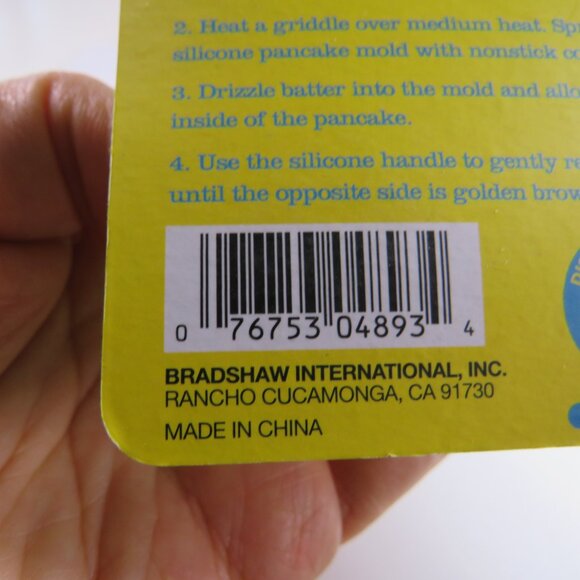 2. Heat a griddle over medium heat.
silicone pancake mold with nonstick
3. Drizzle batter into the mold and
inside of the pancake.
4. Use the silicone handle to gently
until the opposite side is golden
0 76753 04893 4
BRADSHAW INTERNATIONAL, INC.
RANCHO CUCAMONGA, CA 91730
MADE IN CHINA